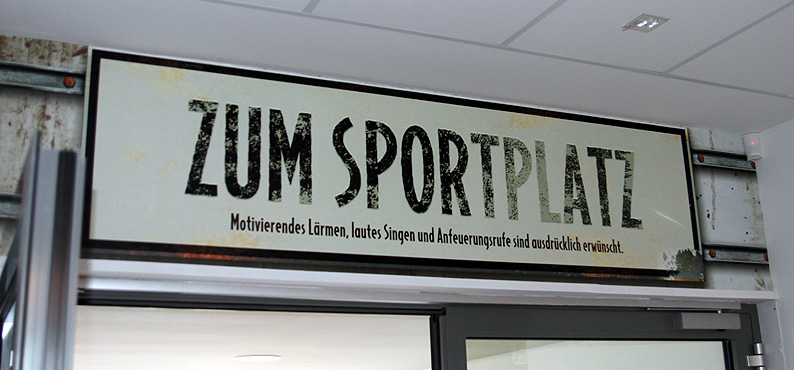 ZUM SPORTPLATZ
Motivierendes Lärmen, lautes Singen und Anfeuerungsrufe sind ausdrücklich erwünscht.